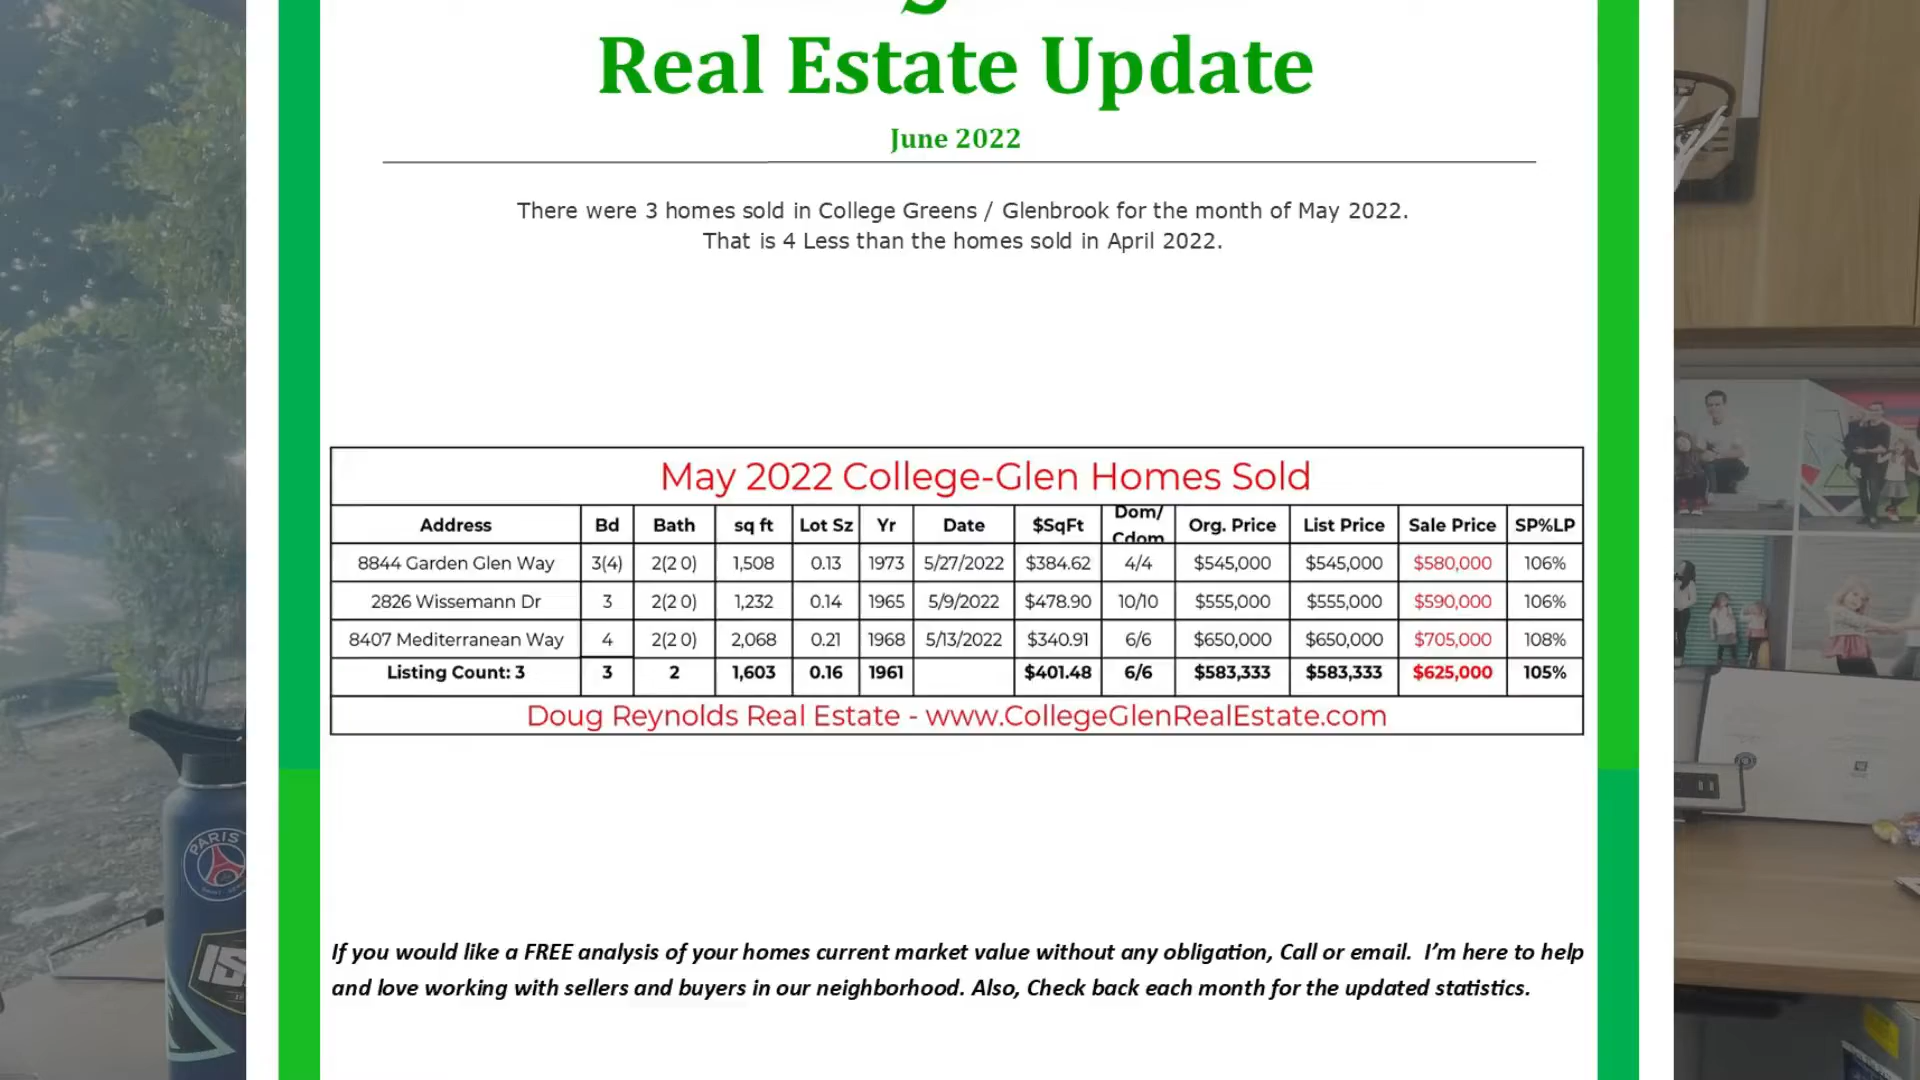 Real Estate Update
June 2022
There were 3 homes sold in College Greens / Glenbrook for the month of May 2022.
That is 4 Less than the homes sold in April 2022.
May 2022 College-Glen Homes Sold
Address Bd Bath sq ft Lot Sz Yr Date $SqFt Dom/ Cdom Org. Price List Price Sale Price SP%LP
8844 Garden Glen Way 3(4) 2(2 0) 1,508 0.13 1973 5/27/2022 $384.62 4/4 $545,000 $545,000 $580,000 106%
2826 Wissemann Dr 3 2(2 0) 1,232 0.14 1965 5/9/2022 $478.90 10/10 $555,000 $555,000 $590,000 106%
8407 Mediterranean Way 4 2(2 0) 2,068 0.21 1968 5/13/2022 $340.91 6/6 $650,000 $650,000 $705,000 108%
Listing Count: 3 3 2 1,603 0.16 1961 $401.48 6/6 $583,333 $583,333 $625,000 105%
Doug Reynolds Real Estate - www.CollegeGlenRealEstate.com
If you would like a FREE analysis of your homes current market value without any obligation, Call or email. I’m here to help
and love working with sellers and buyers in our neighborhood. Also, Check back each month for the updated statistics.
PARIS